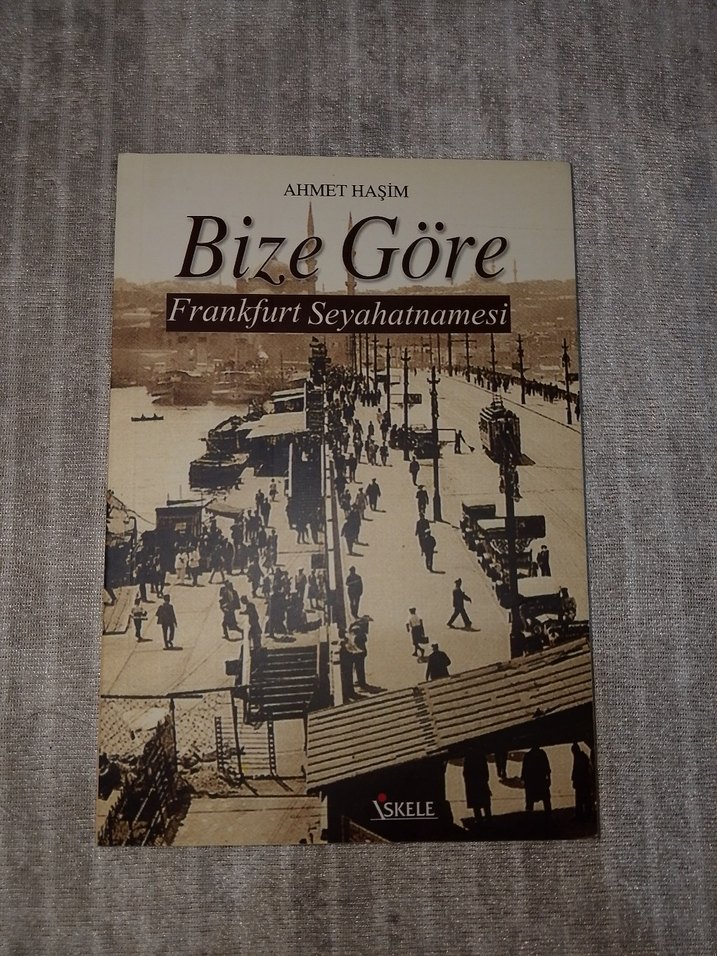 AHMET HAŞİM
Bize Göre
Frankfurt Seyahatnamesi
İSKELE